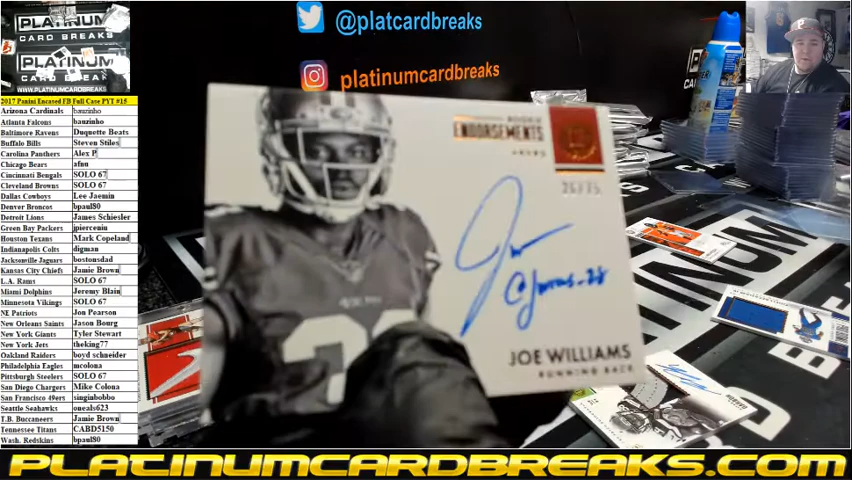 PLATINUM
CARD BREAKS
PLATINUM
CARD BREAKS
WWW.PLATINUMCARDBREAKS.COM
@platcardbreaks
platinumcardbreaks
2017 Panini Encased FB Full Case PYT #15
Arizona Cardinals bauzinho
Atlanta Falcons bauzinho
Baltimore Ravens Duquette Beats
Buffalo Bills Steven Stiles
Carolina Panthers Alex P
Chicago Bears afnu
Cincinnati Bengals SOLO 67
Cleveland Browns SOLO 67
Dallas Cowboys Lee Jaemin
Denver Broncos bpaul80
Detroit Lions James Schiesler
Green Bay Packers jpierceniu
Houston Texans Mark Copeland
Indianapolis Colts digman
Jacksonville Jaguars bostonsdad
Kansas City Chiefs Jamie Brown
L.A. Rams SOLO 67
Miami Dolphins Jeremy Blain
Minnesota Vikings SOLO 67
NE Patriots Jon Pearson
New Orleans Saints Jason Bourg
New York Giants Tyler Stewart
New York Jets theking77
Oakland Raiders boyd schneider
Philadelphia Eagles mcolona
Pittsburgh Steelers SOLO 67
San Diego Chargers Mike Colona
San Francisco 49ers singinbobbo
Seattle Seahawks oneals623
T.B. Buccaneers Jamie Brown
Tennessee Titans CABD5150
Wash. Redskins bpaul80
ROOKIE
ENDORSEMENTS
JOE WILLIAMS
RUNNING BACK
PLATINUMCARDBREAKS.COM